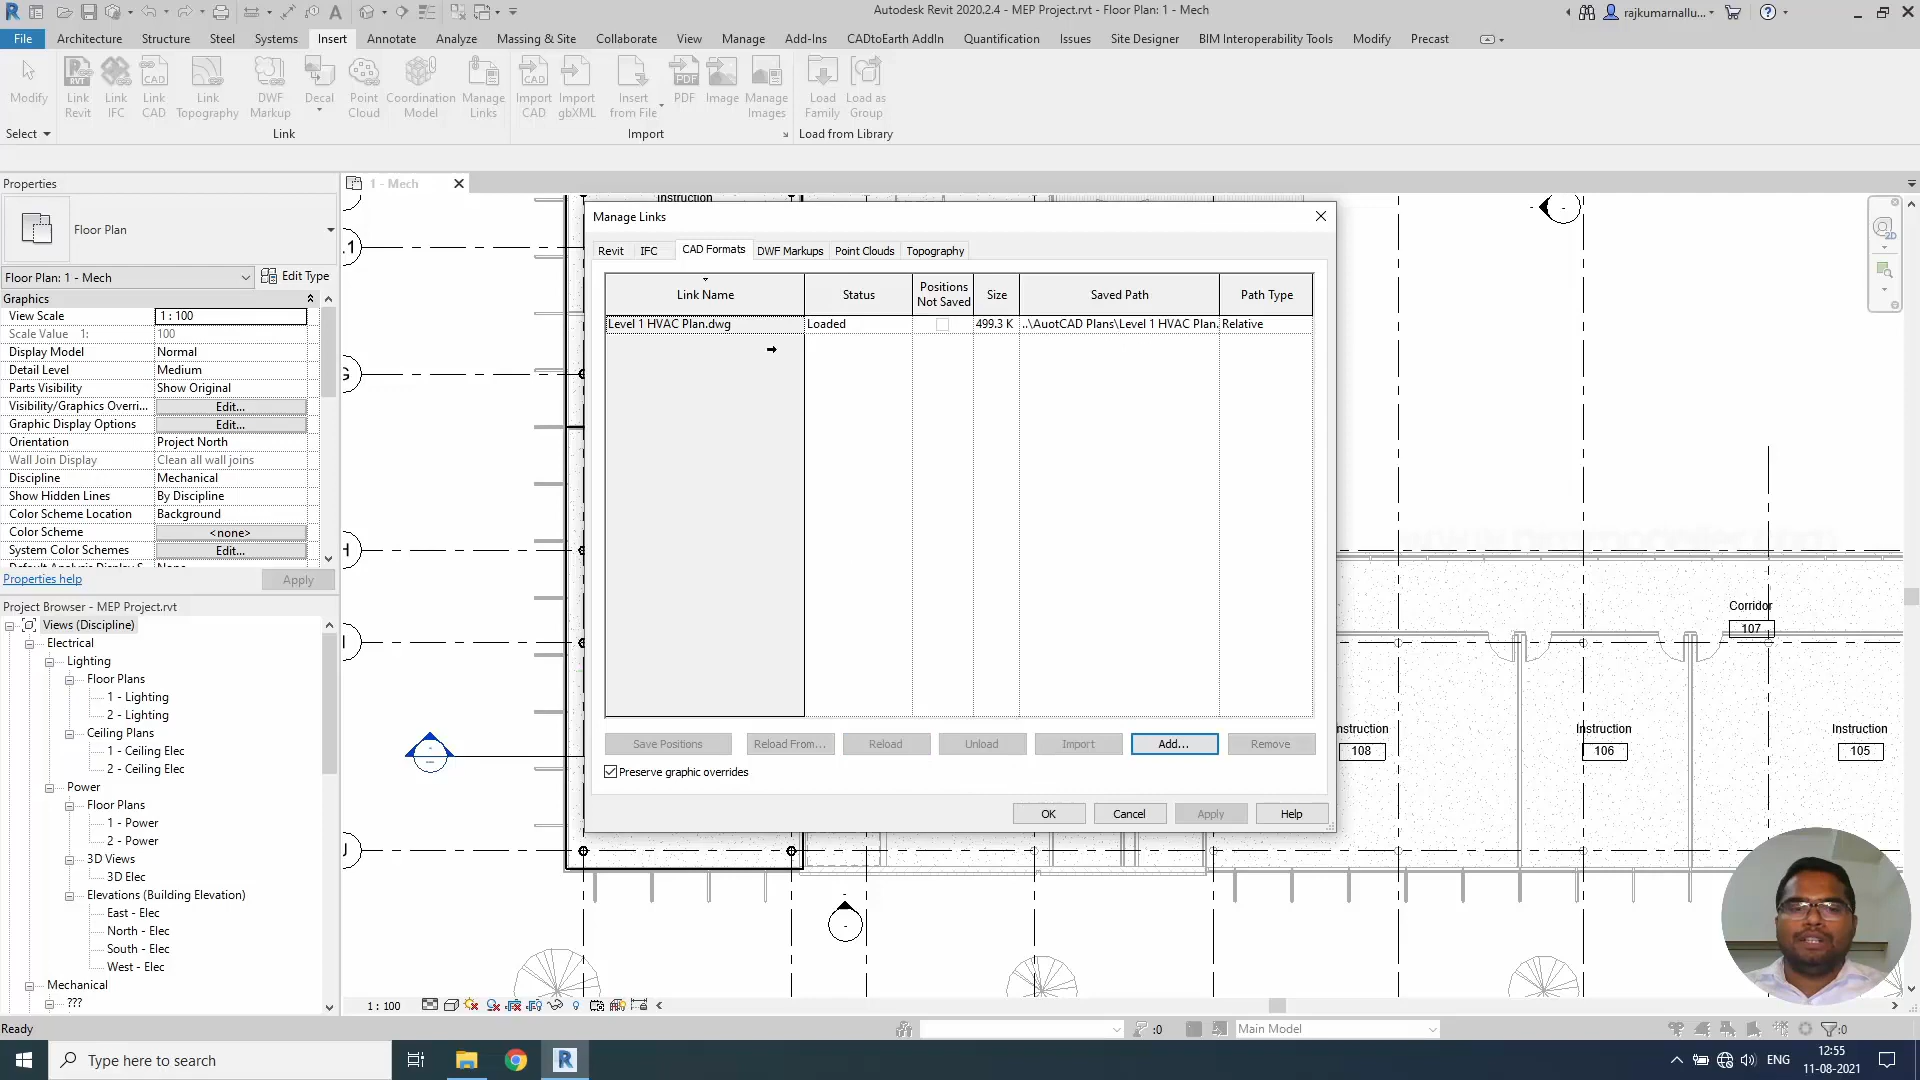 Autodesk Revit 2020.2.4 - MEP Project.rvt - Floor Plan: 1 - Mech
rajkumarnallu...
File Architecture Structure Steel Systems Insert Annotate Analyze Massing & Site Collaborate View Manage Add-Ins CADtoEarth AddIn Quantification Issues Site Designer BIM Interoperability Tools Modify Precast
Modify
Link Revit
Link IFC
Link CAD
Link Topography
DWF Markup
Decal
Point Cloud
Coordination Model
Manage Links
Import CAD
Import gbXML
Insert from File
PDF
Image
Manage Images
Load Family
Load as Group
Select
Link
Import
Load from Library
Properties
1 - Mech
Floor Plan
Floor Plan: 1 - Mech
Edit Type
Graphics
View Scale 1 : 100
Scale Value 1: 100
Display Model Normal
Detail Level Medium
Parts Visibility Show Original
Visibility/Graphics Overri... Edit...
Graphic Display Options Edit...
Orientation Project North
Wall Join Display Clean all wall joins
Discipline Mechanical
Show Hidden Lines By Discipline
Color Scheme Location Background
Color Scheme <none>
System Color Schemes Edit...
Properties help
Apply
Project Browser - MEP Project.rvt
Views (Discipline)
Electrical
Lighting
Floor Plans
1 - Lighting
2 - Lighting
Ceiling Plans
1 - Ceiling Elec
2 - Ceiling Elec
Power
Floor Plans
1 - Power
2 - Power
3D Views
3D Elec
Elevations (Building Elevation)
East - Elec
North - Elec
South - Elec
West - Elec
Mechanical
???
Instruction
Manage Links
Revit IFC CAD Formats DWF Markups Point Clouds Topography
Link Name
Status
Positions Not Saved
Size
Saved Path
Path Type
Level 1 HVAC Plan.dwg Loaded 499.3 K ..\AuotCAD Plans\Level 1 HVAC Plan. Relative
Save Positions Reload From... Reload Unload Import Add... Remove
Preserve graphic overrides
OK Cancel Apply Help
Corridor
107
nstruction
108
Instruction
106
Instruction
105
1 : 100
Ready
:0
Main Model
:0
Type here to search
ENG
12:55
11-08-2021